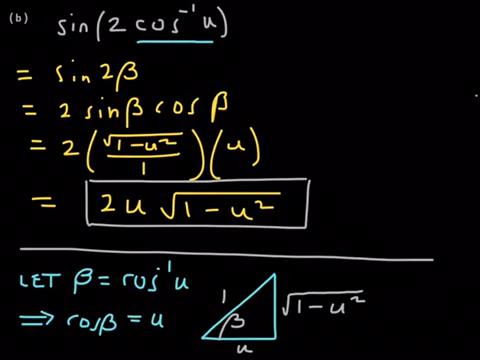 (b) sin(2 cos⁻¹ u)
= sin 2β
= 2 sinβ cos β
= 2 (√(1-u²)/1)(u)
= 2u √(1-u²)
LET β = cos⁻¹ u
⇒ cosβ = u
1
β
√(1-u²)
u